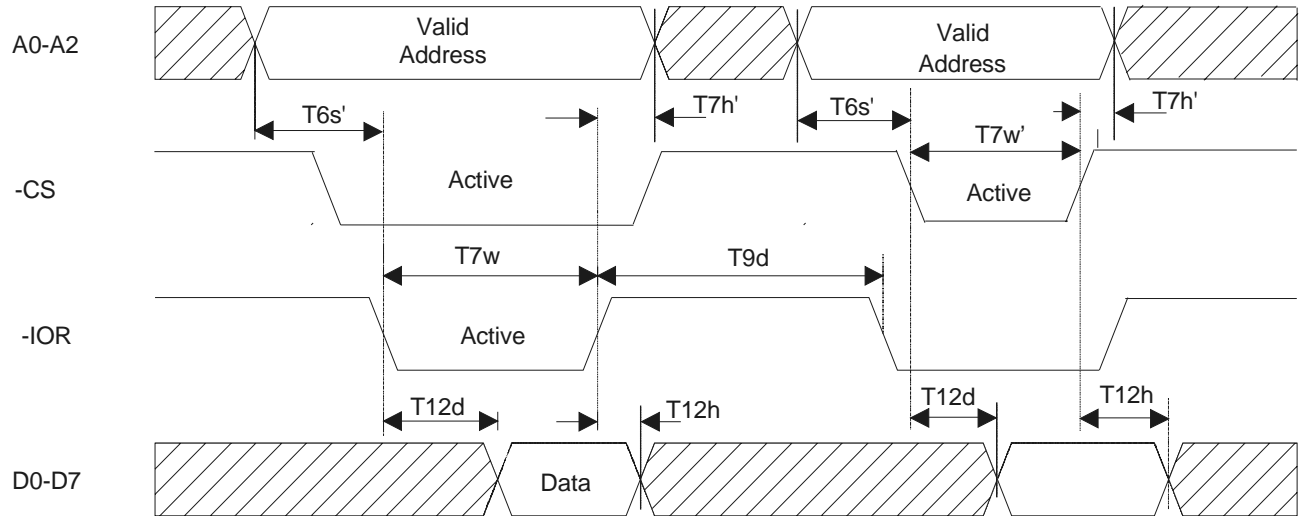 A0-A2
Valid
Address
Valid
Address
T6s'
T7h'
T6s'
T7h'
T7w’
-CS
Active
Active
T7w
T9d
-IOR
Active
T12d
T12h
T12d
T12h
D0-D7
Data